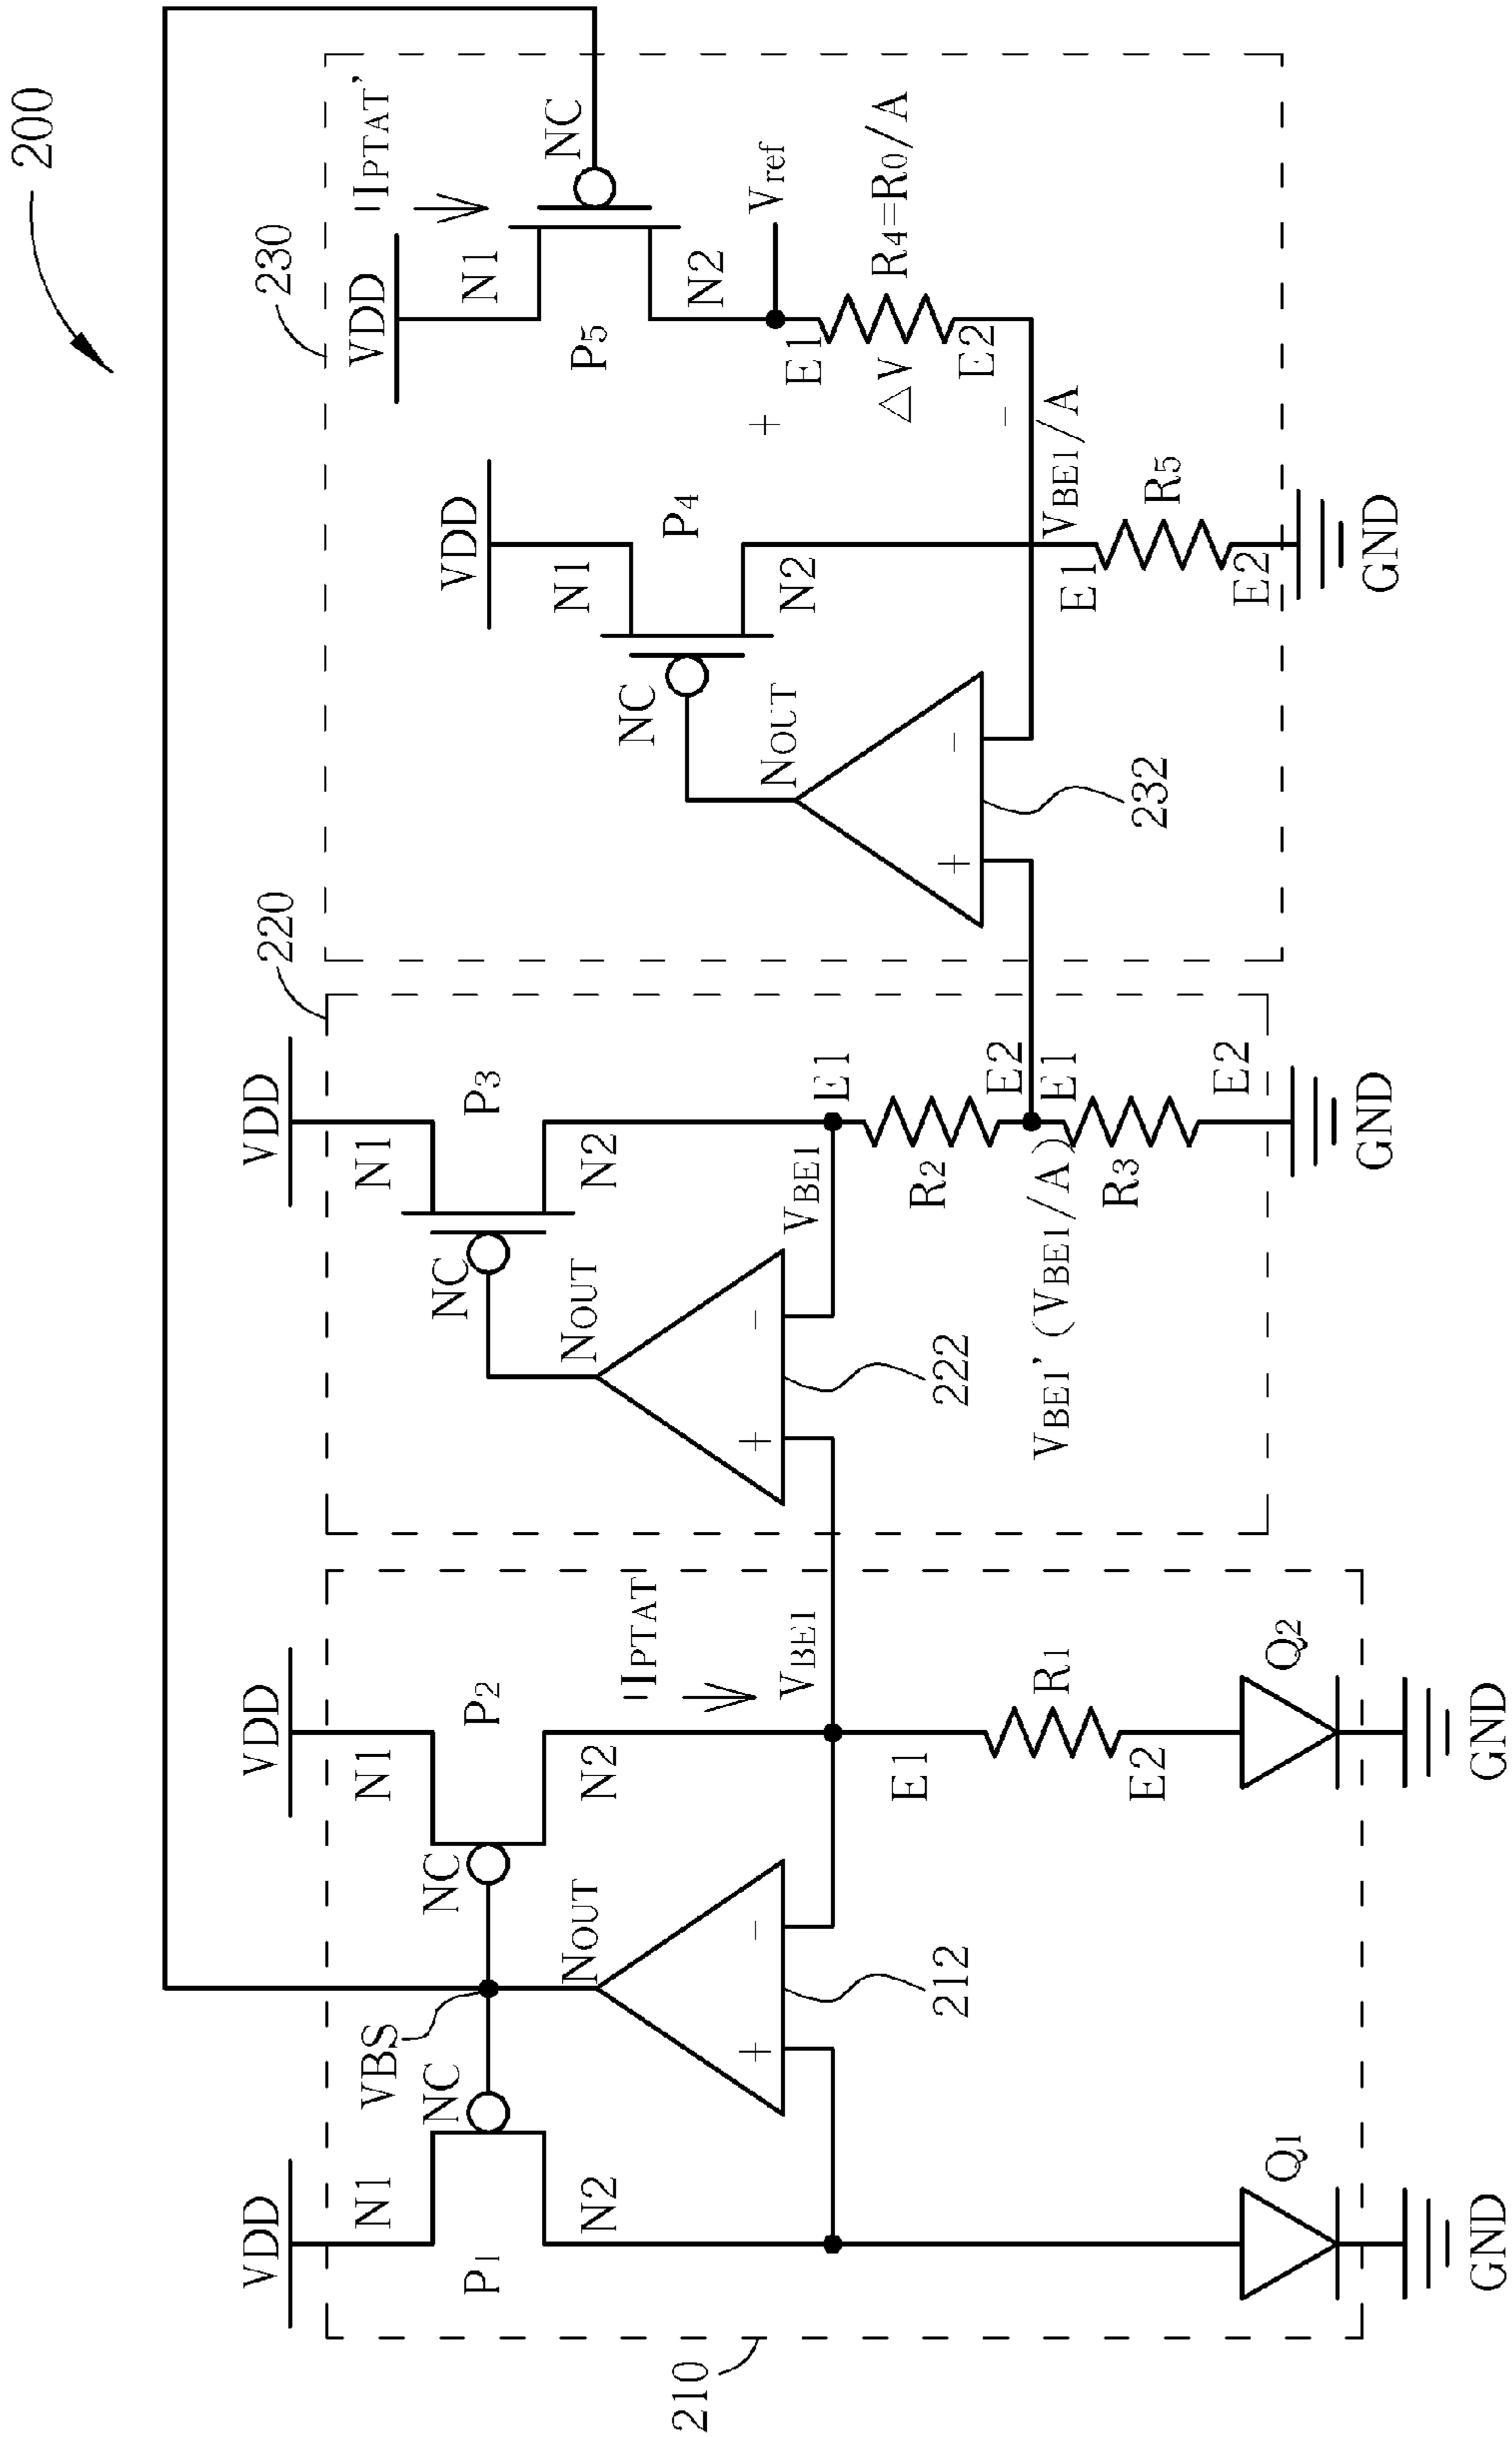 200
210
VDD
N1
P1
NC
N2
VBS
NC
NOUT
+
-
212
Q1
GND
VDD
N1
P2
N2
IPTAT
VBE1
E1
R1
E2
Q2
GND
220
VDD
N1
P3
NC
N2
NOUT
+
-
222
VBE1
E1
R2
E2
E1
R3
E2
VBE1' (VBE1/A)
GND
230
VDD
N1
P4
NC
N2
NOUT
+
-
232
VBE1/A
E1
R5
E2
GND
VDD
IPTAT'
N1
NC
P5
N2
Vref
+
E1
△V
R4=R0/A
E2
-